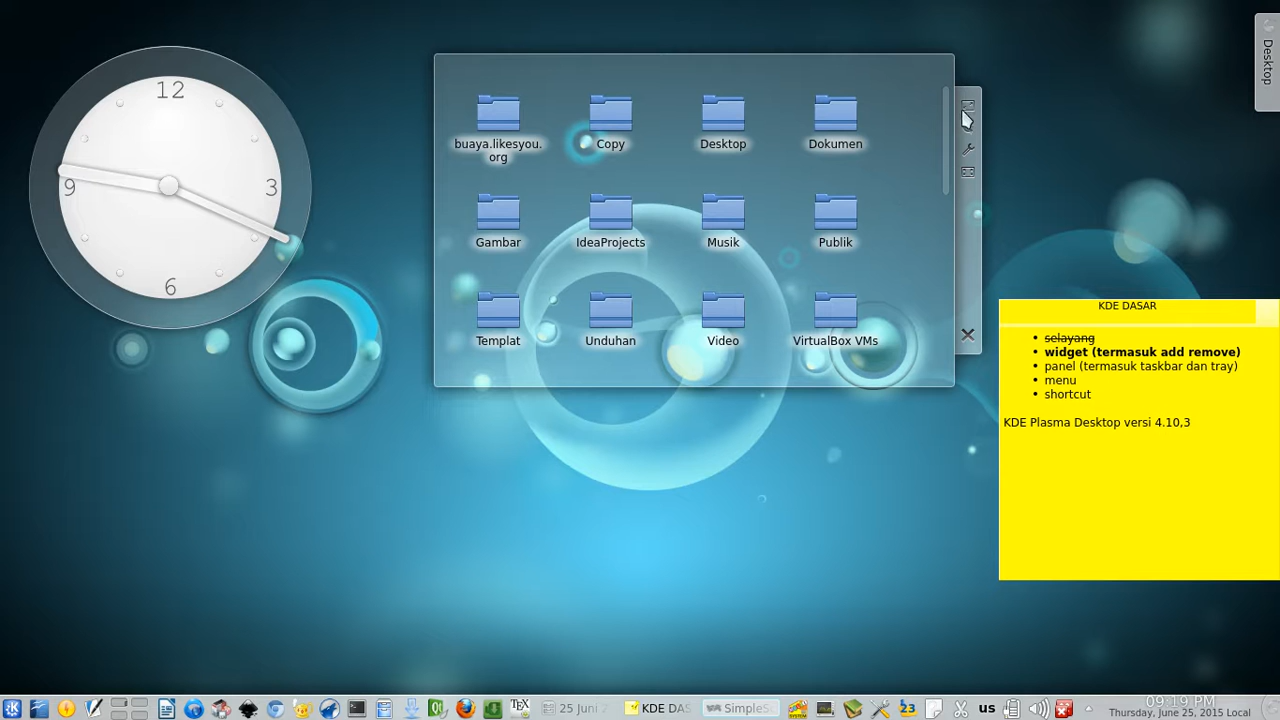 12
9
3
6
buaya.likesyou.
org
Copy
Desktop
Dokumen
Gambar
IdeaProjects
Musik
Publik
Templat
Unduhan
Video
VirtualBox VMs
Desktop
KDE DASAR
• selayang
• widget (termasuk add remove)
• panel (termasuk taskbar dan tray)
• menu
• shortcut
KDE Plasma Desktop versi 4.10,3
TEX
25 Juni 2
KDE DAS
SimpleS
23
us
09:19 PM
Thursday, June 25, 2015 Local